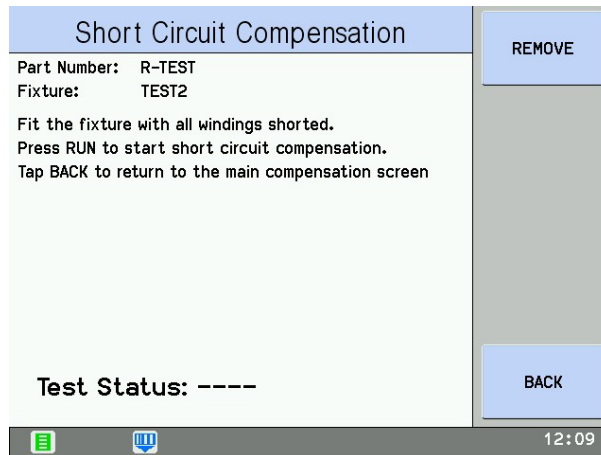 Short Circuit Compensation
REMOVE
Part Number: R-TEST
Fixture: TEST2
Fit the fixture with all windings shorted.
Press RUN to start short circuit compensation.
Tap BACK to return to the main compensation screen
Test Status: ----
BACK
12:09